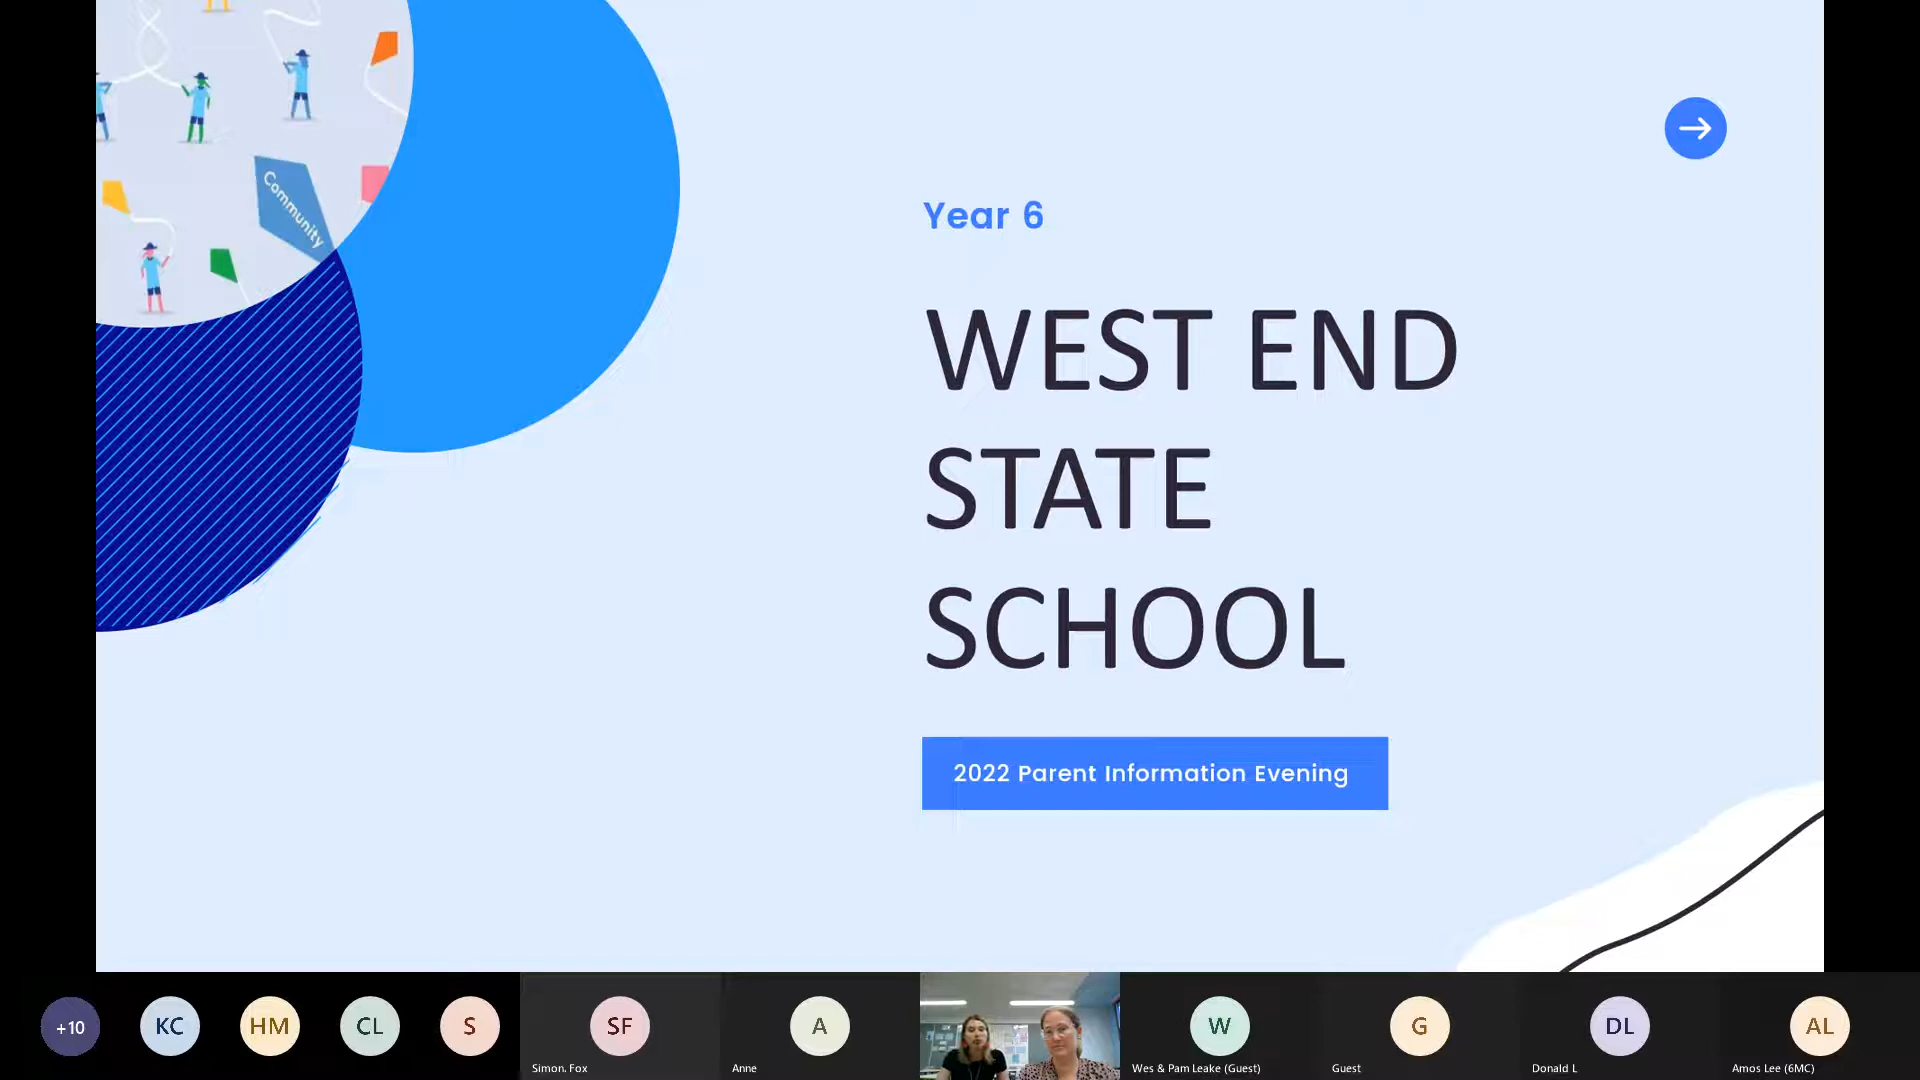 Community
Year 6
WEST END
STATE
SCHOOL
2022 Parent Information Evening
+10
KC
HM
CL
S
SF
A
W
G
DL
AL
Simon. Fox
Anne
Wes & Pam Leake (Guest)
Guest
Donald L
Amos Lee (6MC)